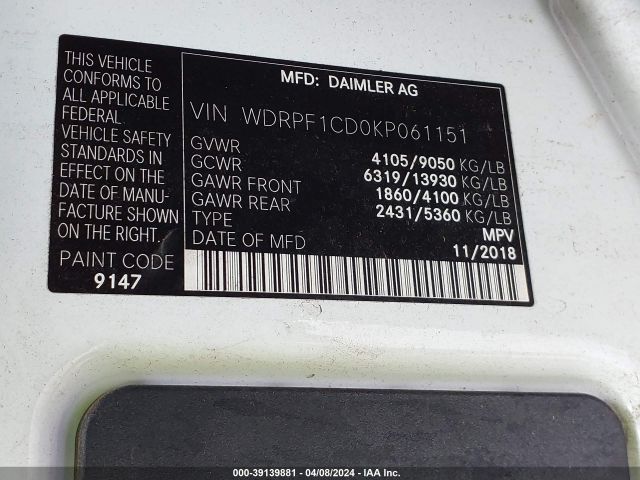 THIS VEHICLE
CONFORMS TO
ALL APPLICABLE
FEDERAL
VEHICLE SAFETY
STANDARDS IN
EFFECT ON THE
DATE OF MANU-
FACTURE SHOWN
ON THE RIGHT.
PAINT CODE
9147
MFD: DAIMLER AG
VIN WDRPF1CD0KP061151
GVWR 4105/9050 KG/LB
GCWR 6319/13930 KG/LB
GAWR FRONT 1860/4100 KG/LB
GAWR REAR 2431/5360 KG/LB
TYPE MPV
DATE OF MFD 11/2018
000-39139881 - 04/08/2024 - IAA Inc.